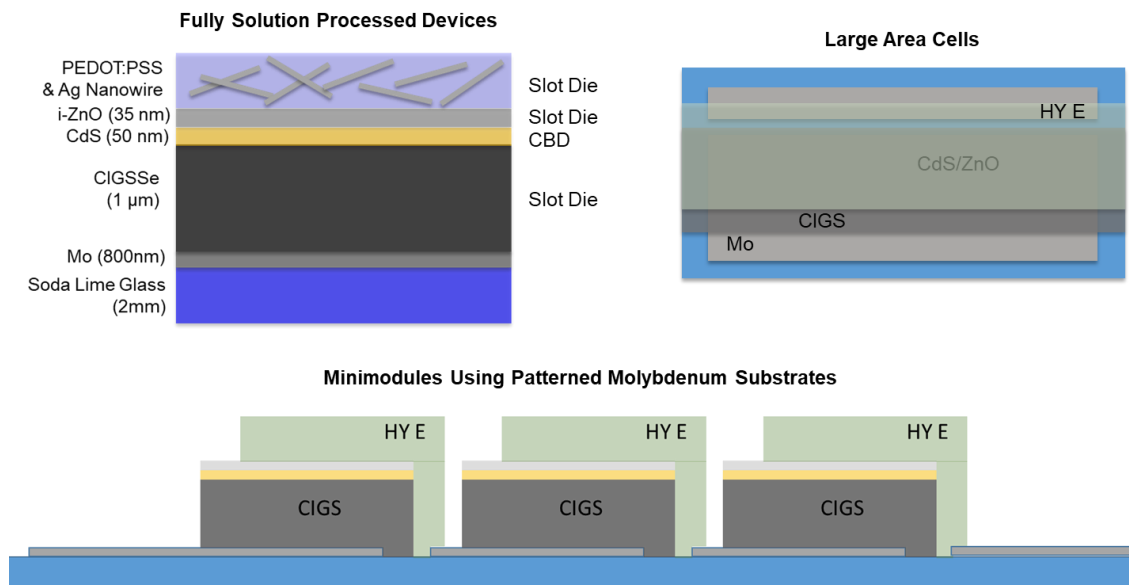 Fully Solution Processed Devices
PEDOT:PSS
& Ag Nanowire
i-ZnO (35 nm)
CdS (50 nm)
CIGSSe
(1 µm)
Mo (800nm)
Soda Lime Glass
(2mm)
Slot Die
Slot Die
CBD
Slot Die
Large Area Cells
HY E
CdS/ZnO
CIGS
Mo
Minimodules Using Patterned Molybdenum Substrates
HY E
HY E
HY E
CIGS
CIGS
CIGS